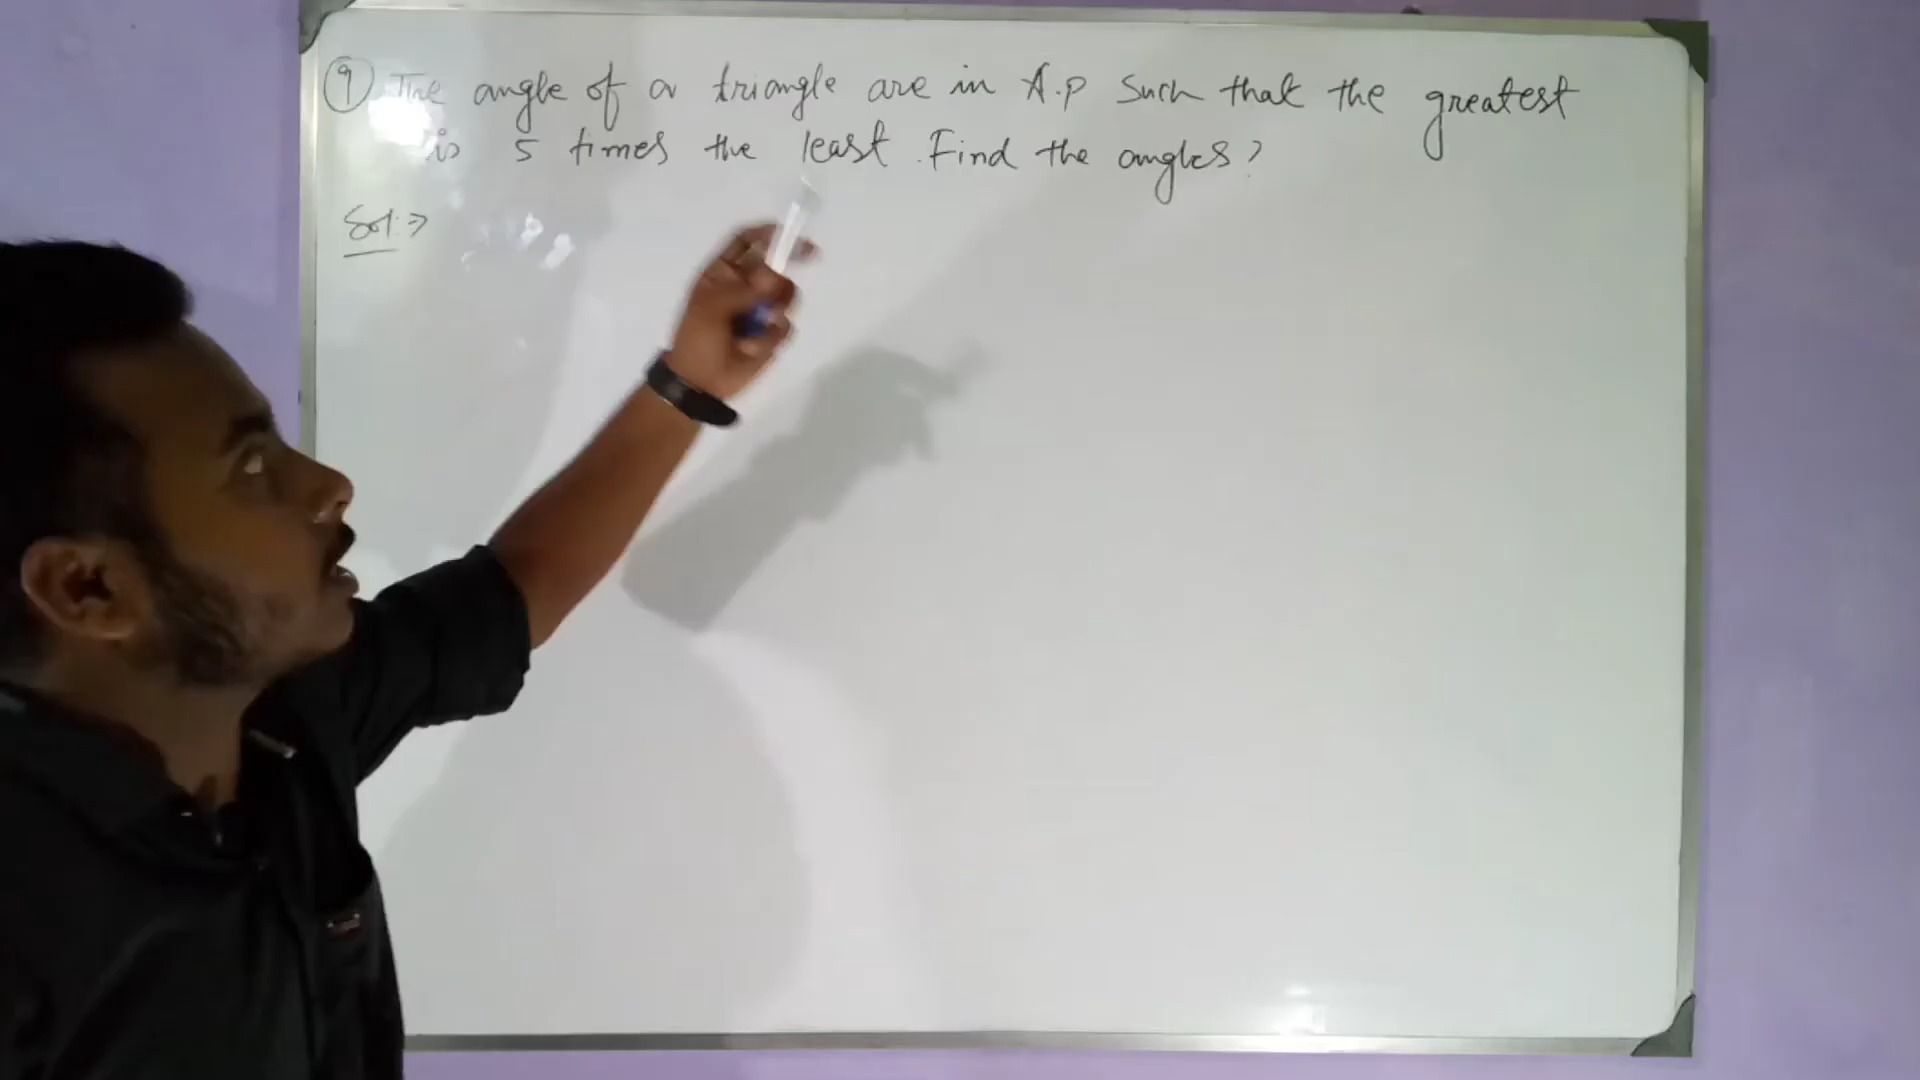 9 The angle of a triangle are in A.P such that the greatest
is 5 times the least. Find the angles?
Sol:⇒